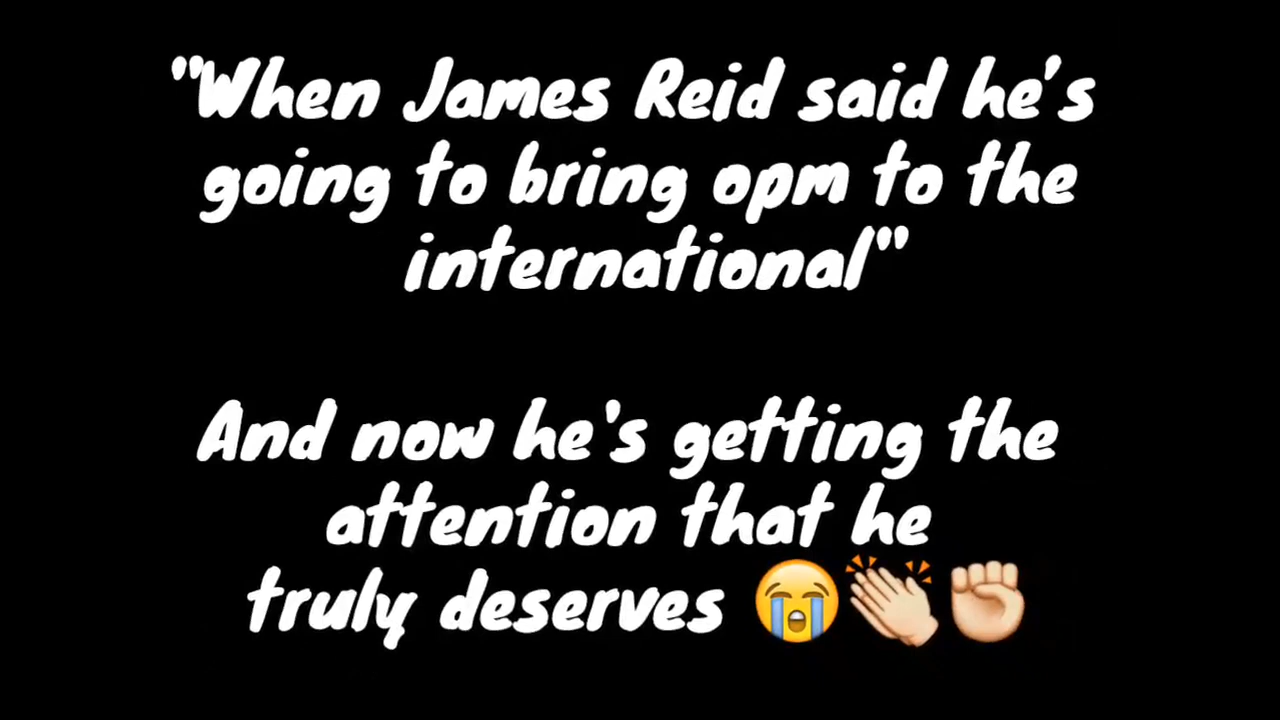 "When James Reid said he's
going to bring opm to the
international"
And now he's getting the
attention that he
truly deserves 😭👏🏻✊🏻